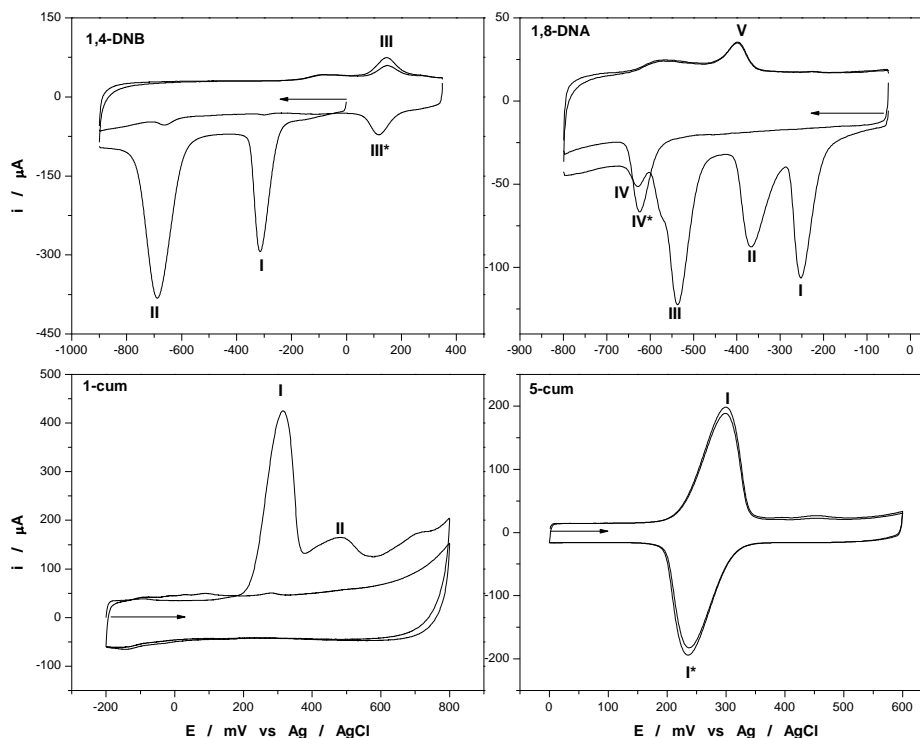 1,4-DNB
III
III*
I
II
150
75
0
-150
-300
-450
i / µA
-1000
-800
-600
-400
-200
0
200
400
1,8-DNA
V
IV
IV*
III
II
I
50
0
-50
-100
-900
-800
-700
-600
-500
-400
-300
-200
-100
0
1-cum
I
II
500
400
300
200
100
0
-100
i / µA
-200
0
200
400
600
800
E / mV vs Ag / AgCl
5-cum
I
I*
200
100
0
-100
-200
0
100
200
300
400
500
600
E / mV vs Ag / AgCl